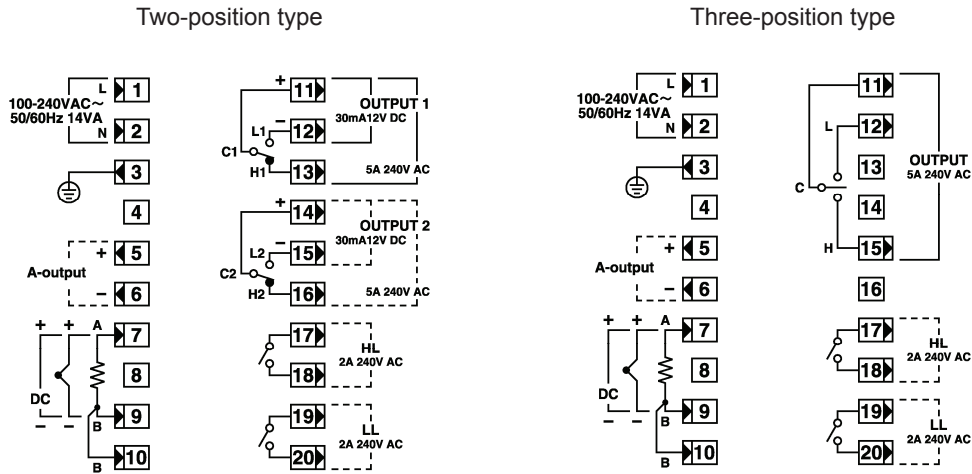 Two-position type
L
1
100-240VAC~
50/60Hz 14VA
N
2
3
4
+
5
A-output
−
6
+
+
A
7
8
DC
−
−
B
9
B
10
+
11
OUTPUT 1
30mA12V DC
L1
−
12
C1
H1
13
5A 240V AC
+
14
OUTPUT 2
30mA12V DC
L2
−
15
C2
H2
16
5A 240V AC
17
HL
2A 240V AC
18
19
LL
2A 240V AC
20
Three-position type
L
1
100-240VAC~
50/60Hz 14VA
N
2
3
4
+
5
A-output
−
6
+
+
A
7
8
DC
−
−
B
9
B
10
11
L
12
13
OUTPUT
5A 240V AC
C
14
H
15
16
17
HL
2A 240V AC
18
19
LL
2A 240V AC
20